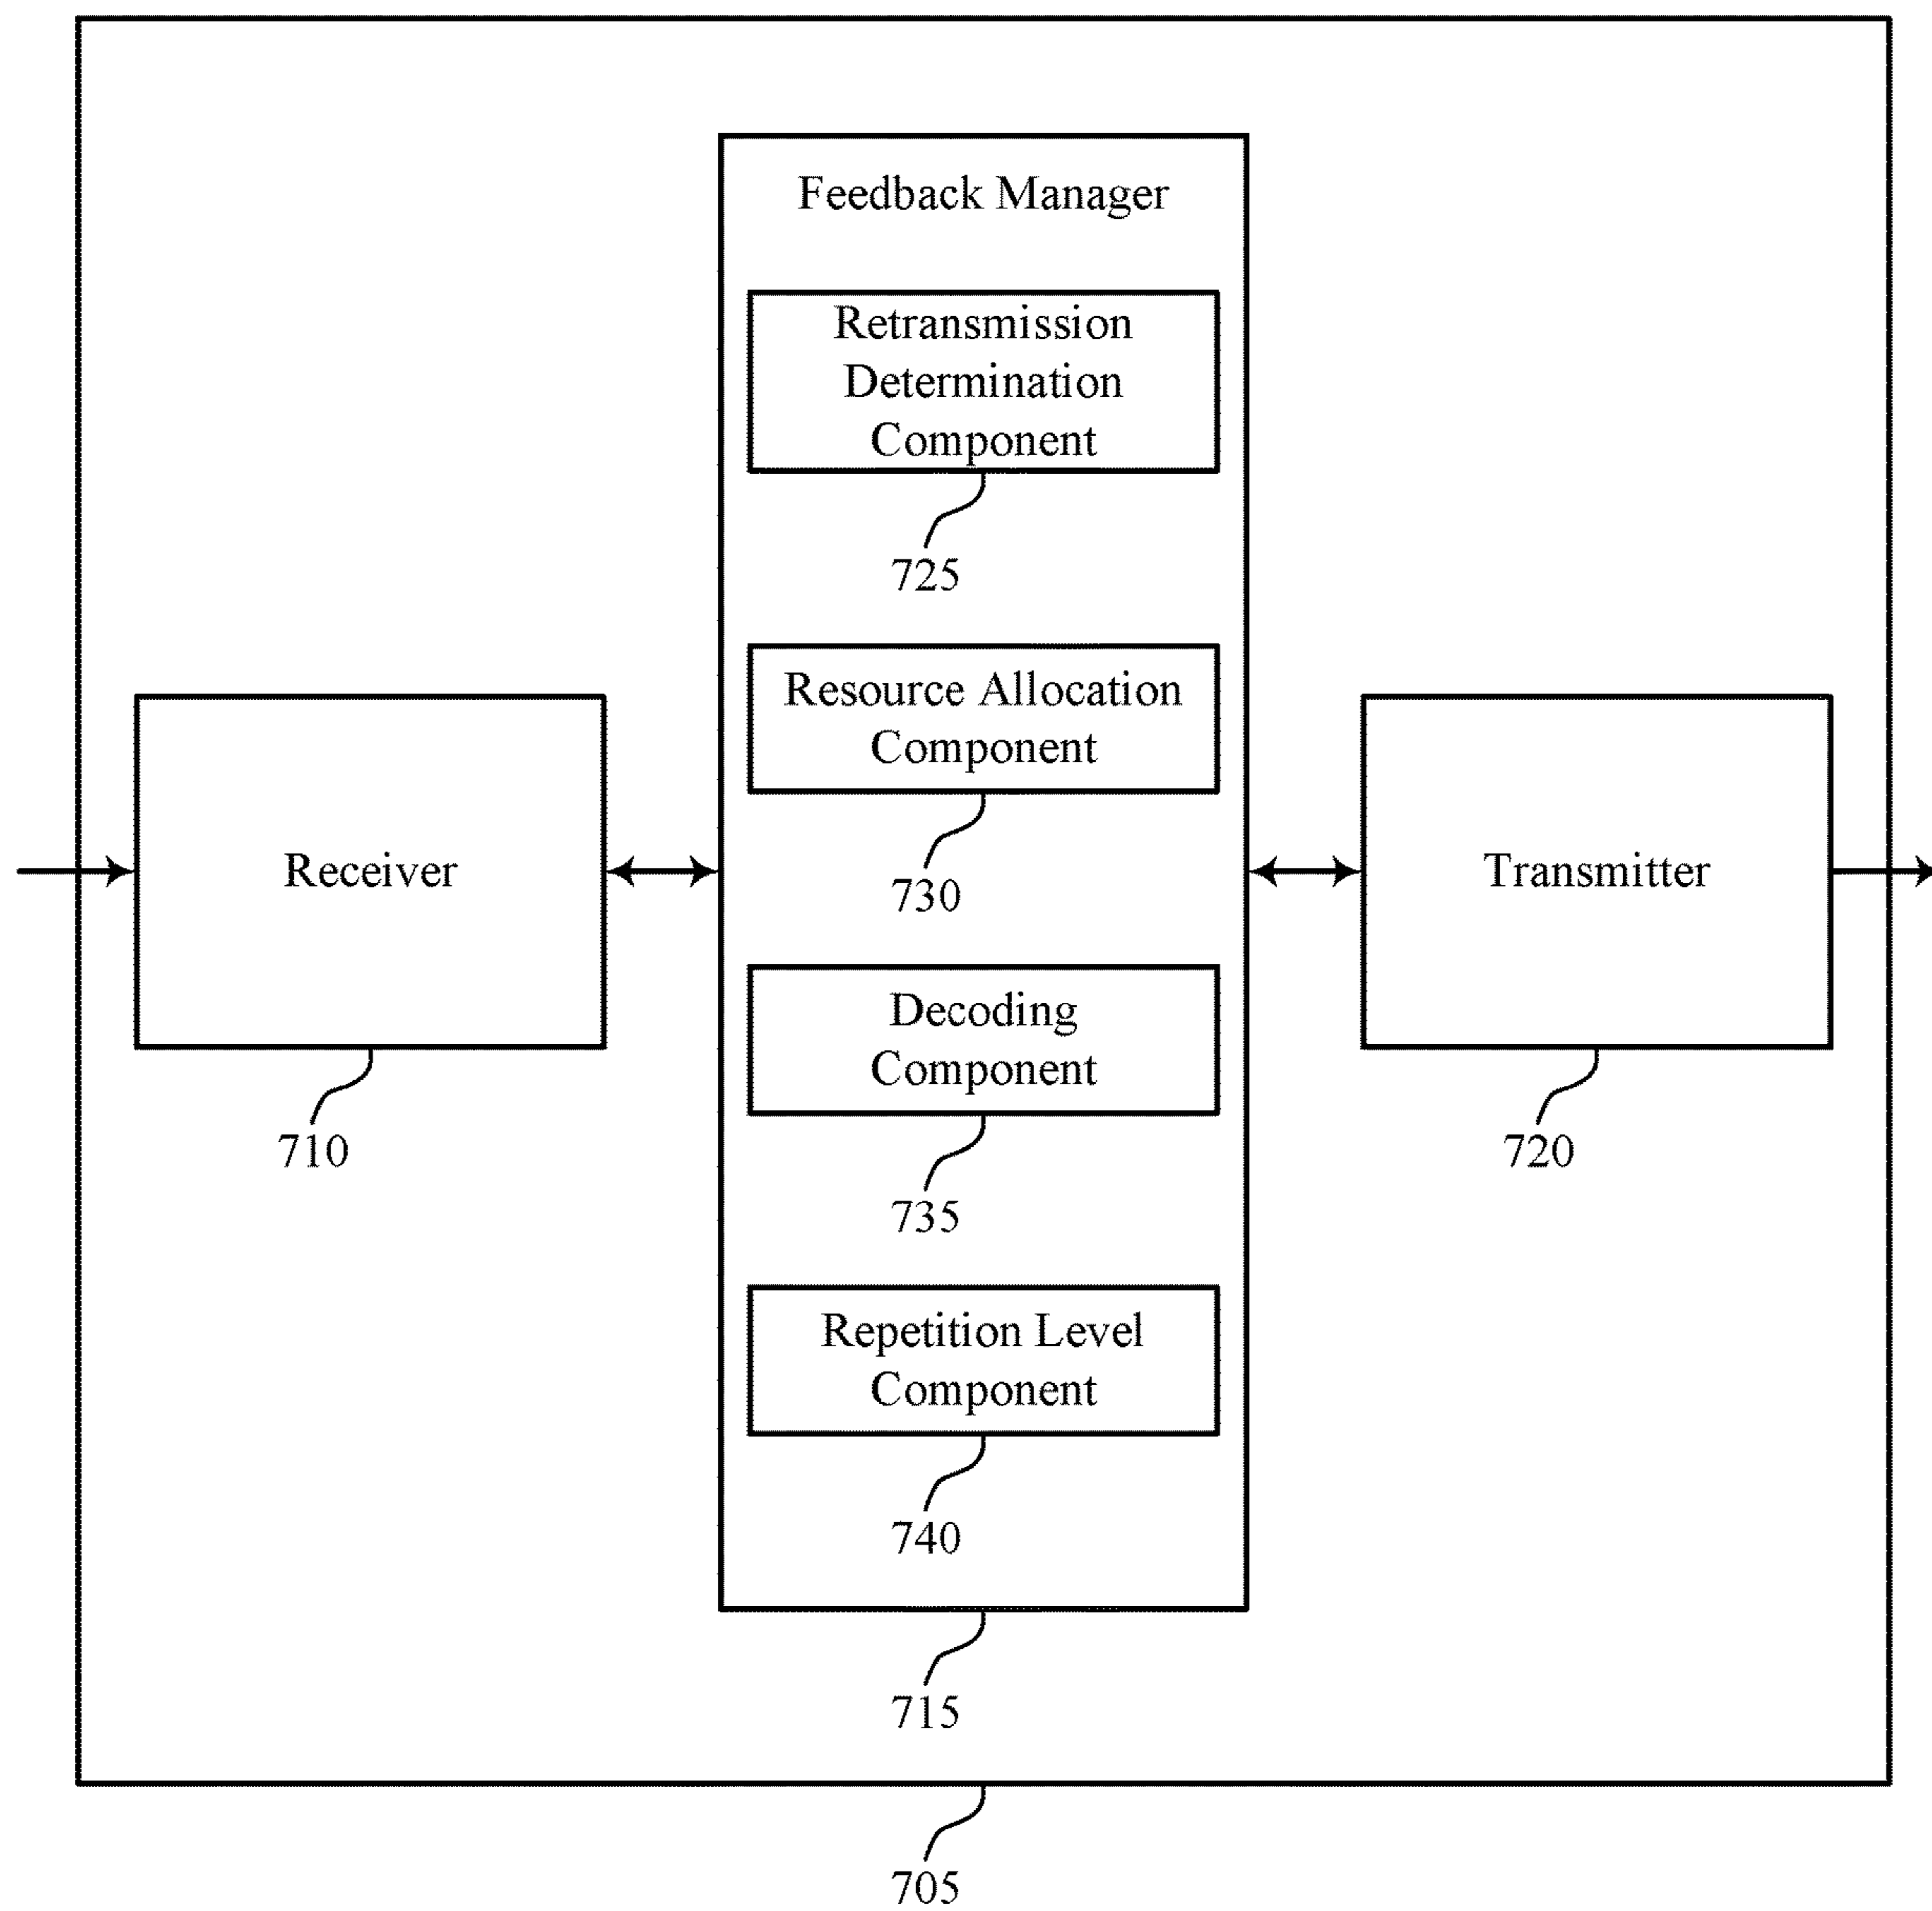 Feedback Manager
Retransmission
Determination
Component
725
Resource Allocation
Component
730
Receiver
710
Transmitter
720
Decoding
Component
735
Repetition Level
Component
740
715
705